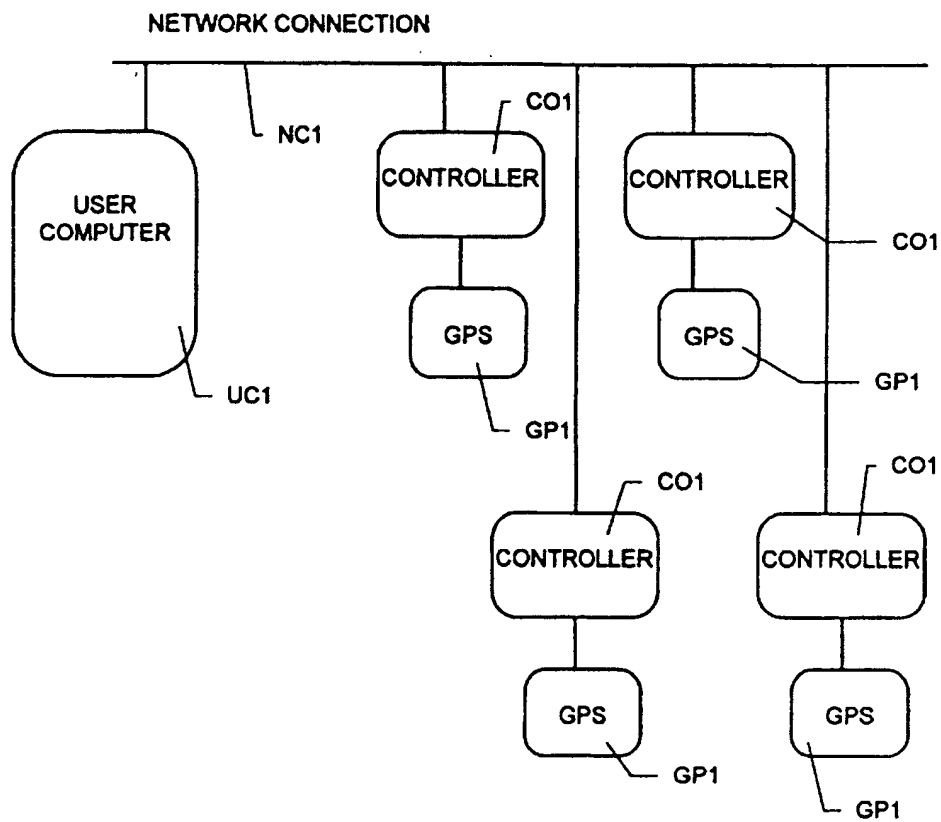 NETWORK CONNECTION
NC1
CO1
USER
COMPUTER
CONTROLLER
CONTROLLER
CO1
GPS
GPS
UC1
GP1
GP1
CO1
CO1
CONTROLLER
CONTROLLER
GPS
GPS
GP1
GP1